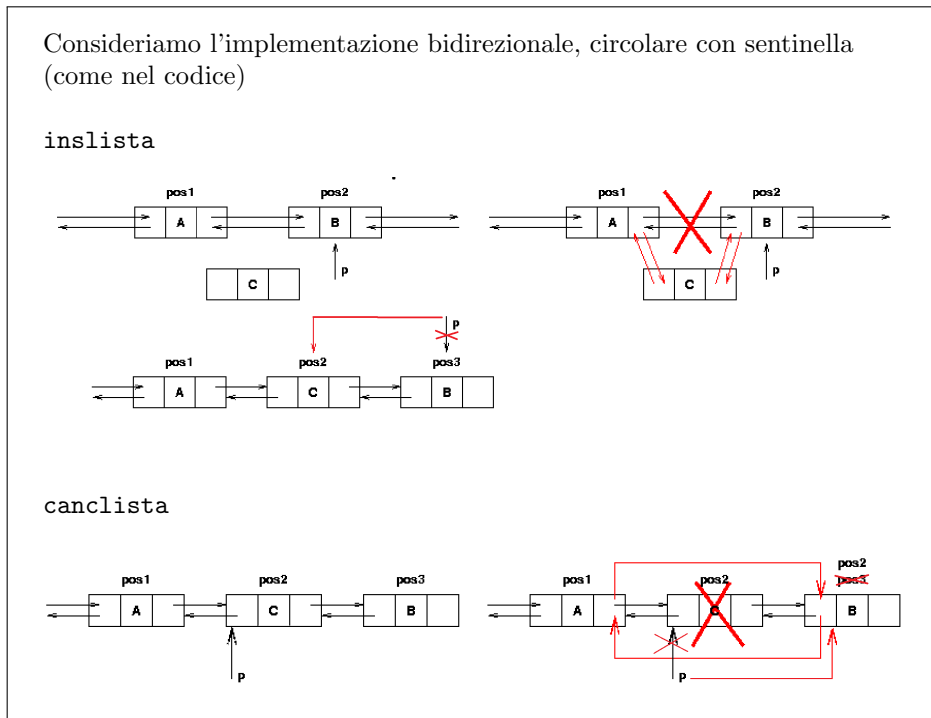 Consideriamo l'implementazione bidirezionale, circolare con sentinella
(come nel codice)
inslista
pos1 pos2
A B
p
C
pos1 pos2
A B
p
C
p
pos1 pos2 pos3
A C B
canclista
pos1 pos2 pos3
A C B
p
pos2
pos1 pos2 pos3
A C B
p